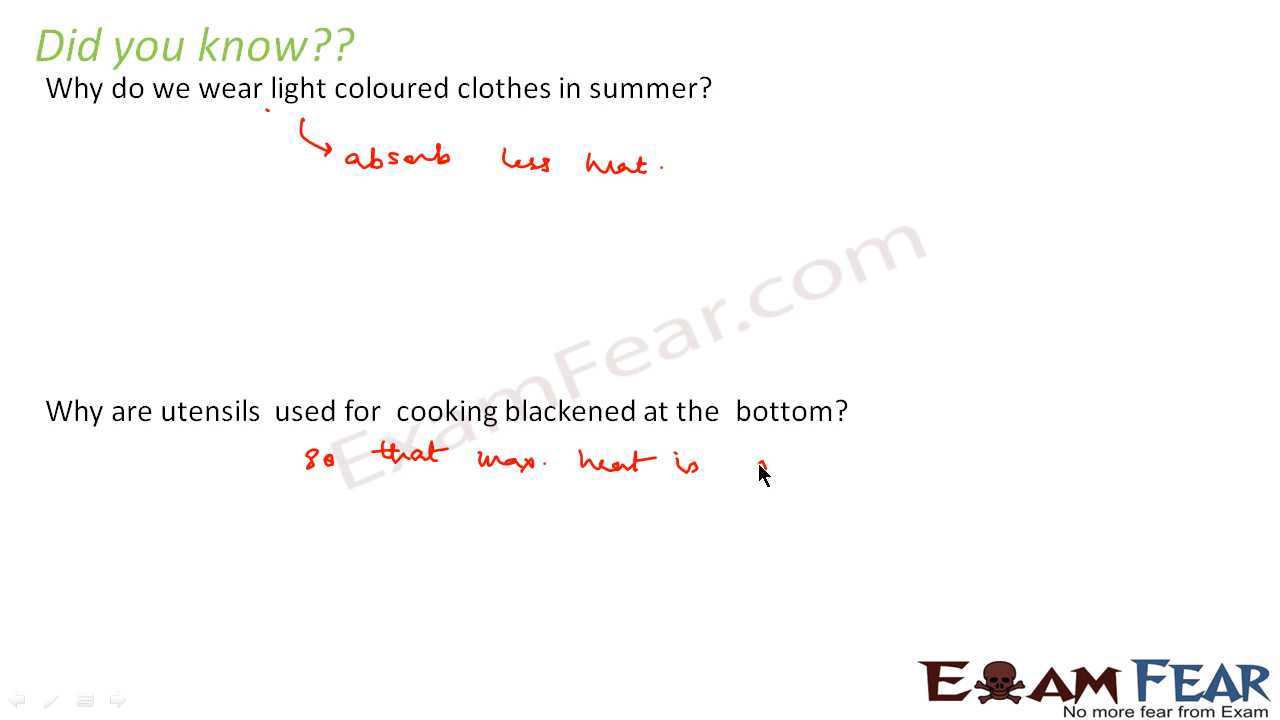 Did you know??
Why do we wear light coloured clothes in summer?
absorb less heat.
ExamFear.com
Why are utensils used for cooking blackened at the bottom?
so that max. heat is
EXAM FEAR
No more fear from Exam